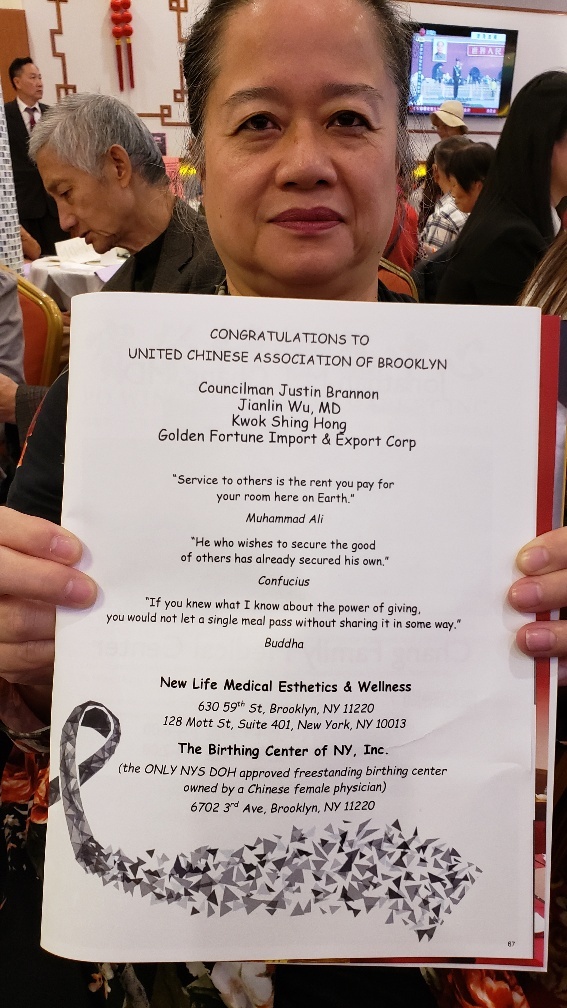 CONGRATULATIONS TO
UNITED CHINESE ASSOCIATION OF BROOKLYN
Councilman Justin Brannon
Jianlin Wu, MD
Kwok Shing Hong
Golden Fortune Import & Export Corp
"Service to others is the rent you pay for
your room here on Earth."
Muhammad Ali
"He who wishes to secure the good
of others has already secured his own."
Confucius
"If you knew what I know about the power of giving,
you would not let a single meal pass without sharing it in some way."
Buddha
New Life Medical Esthetics & Wellness
630 59th St, Brooklyn, NY 11220
128 Mott St, Suite 401, New York, NY 10013
The Birthing Center of NY, Inc.
(the ONLY NYS DOH approved freestanding birthing center
owned by a Chinese female physician)
6702 3rd Ave, Brooklyn, NY 11220
67